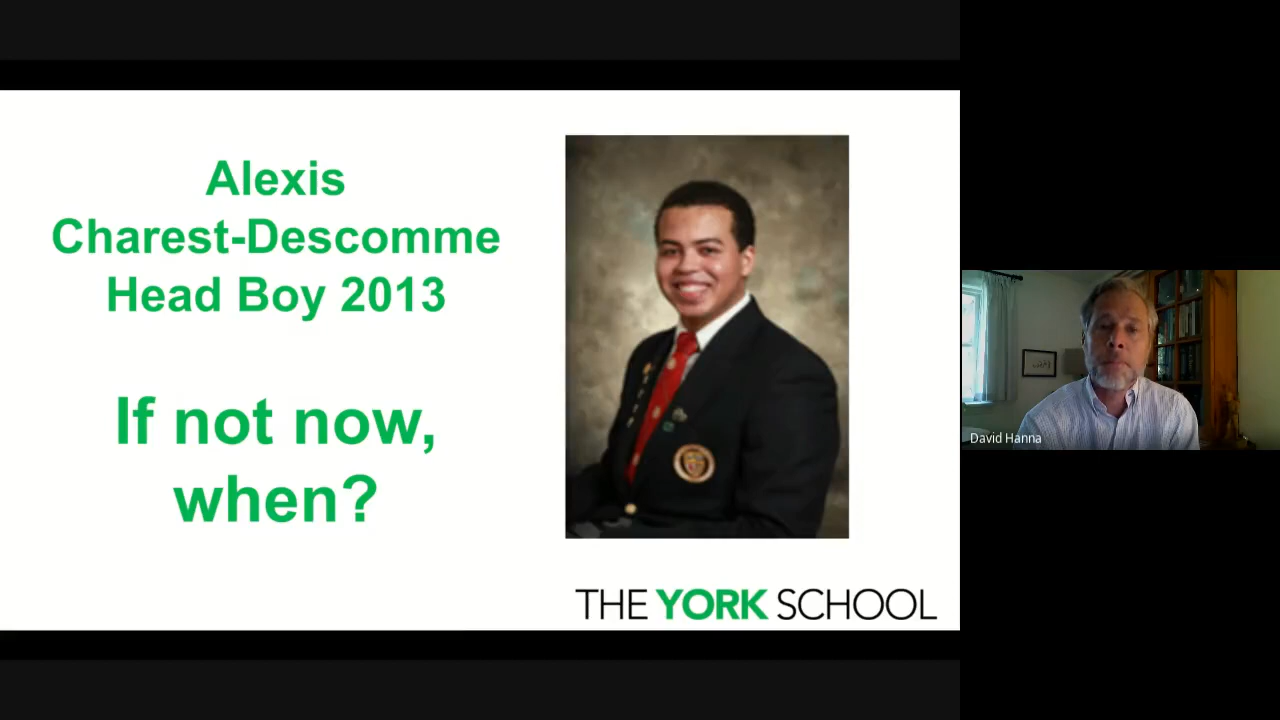 Alexis
Charest-Descomme
Head Boy 2013
If not now,
when?
THE YORK SCHOOL
David Hanna